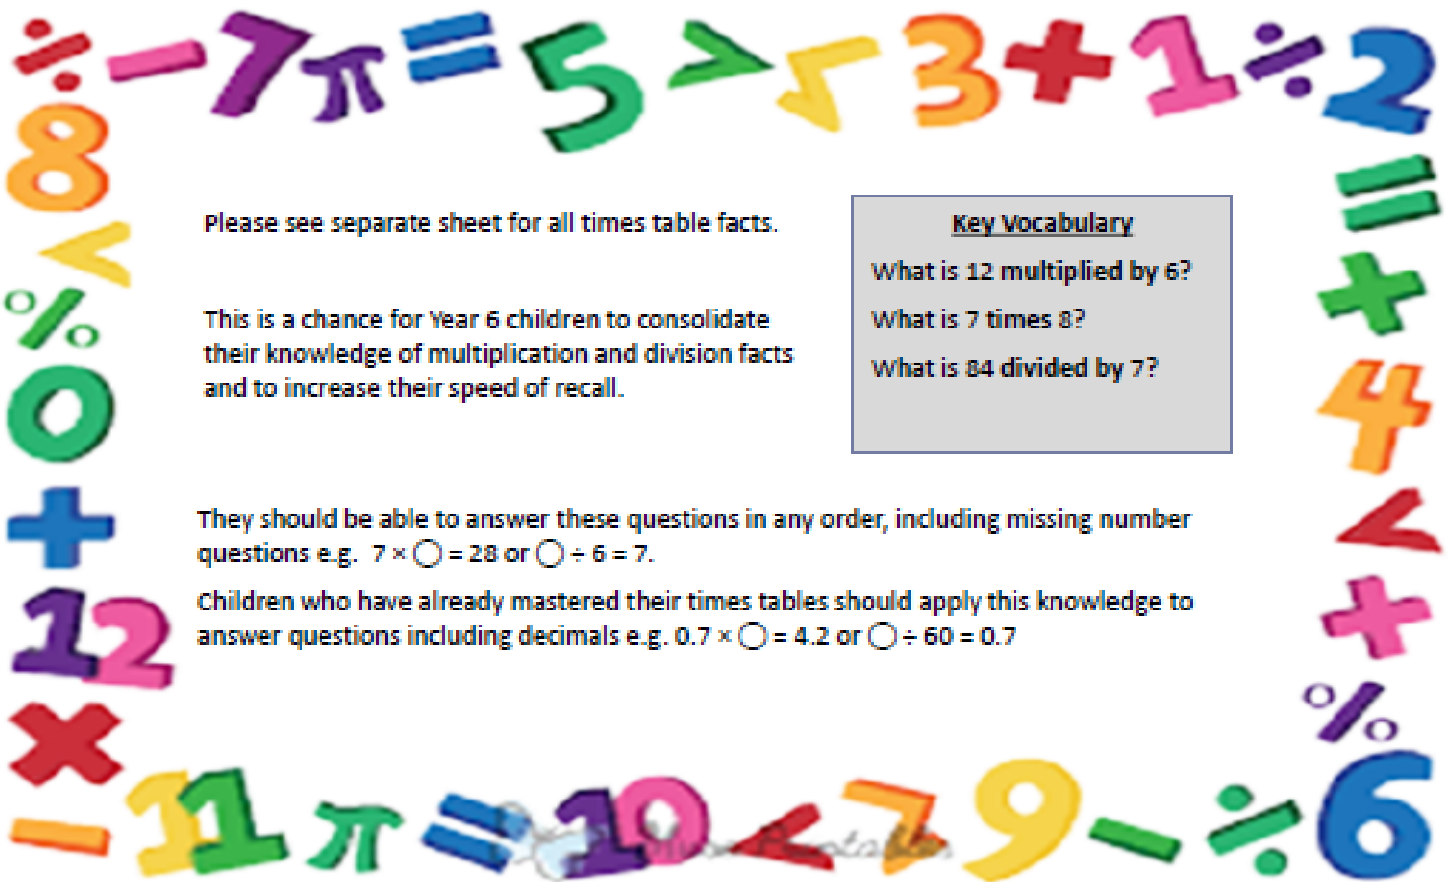 Please see separate sheet for all times table facts.
This is a chance for Year 6 children to consolidate
their knowledge of multiplication and division facts
and to increase their speed of recall.
Key Vocabulary
What is 12 multiplied by 6?
What is 7 times 8?
What is 84 divided by 7?
They should be able to answer these questions in any order, including missing number
questions e.g. 7 × ◯ = 28 or ◯ ÷ 6 = 7.
Children who have already mastered their times tables should apply this knowledge to
answer questions including decimals e.g. 0.7 × ◯ = 4.2 or ◯ ÷ 60 = 0.7